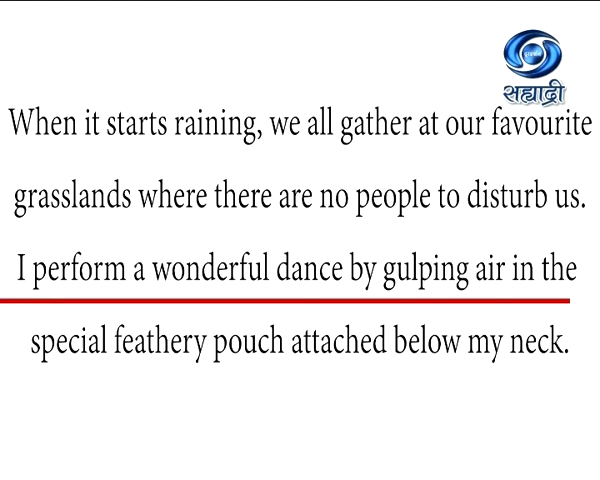 सह्याद्री
When it starts raining, we all gather at our favourite
grasslands where there are no people to disturb us.
I perform a wonderful dance by gulping air in the
special feathery pouch attached below my neck.